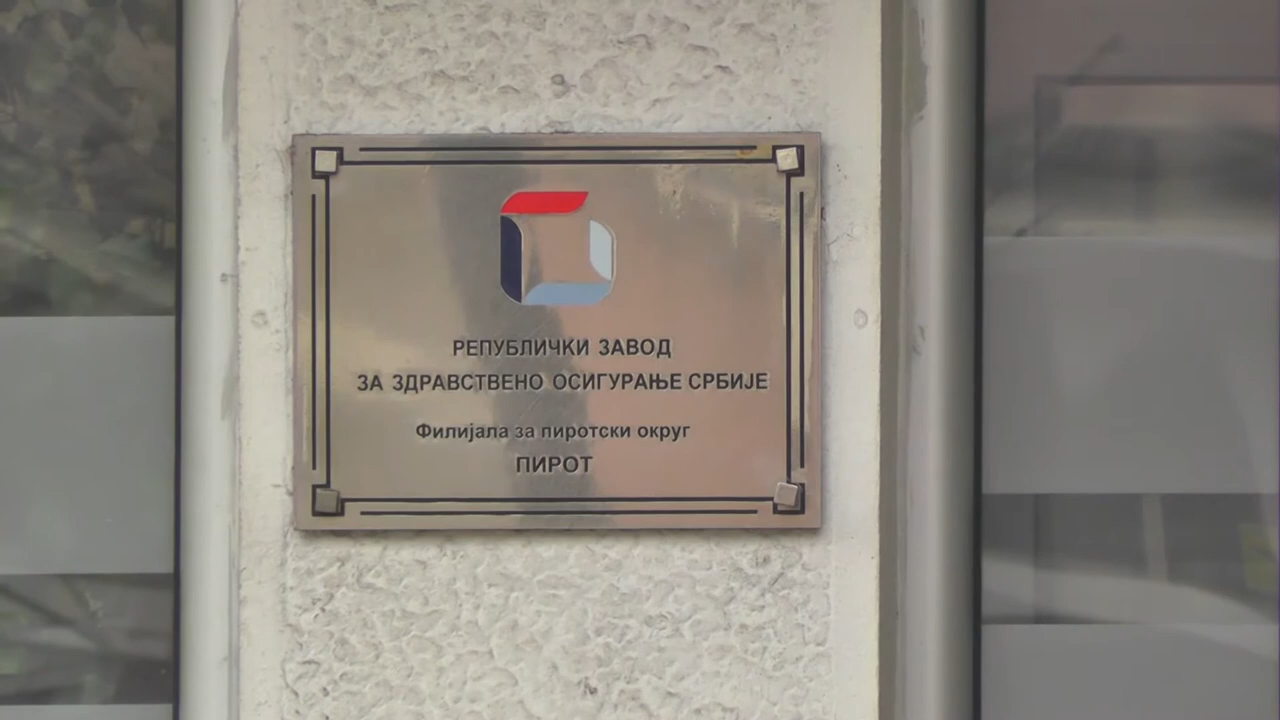 РЕПУБЛИЧКИ ЗАВОД
ЗА ЗДРАВСТВЕНО ОСИГУРАЊЕ СРБИЈЕ
Филијала за пиротски округ
ПИРОТ